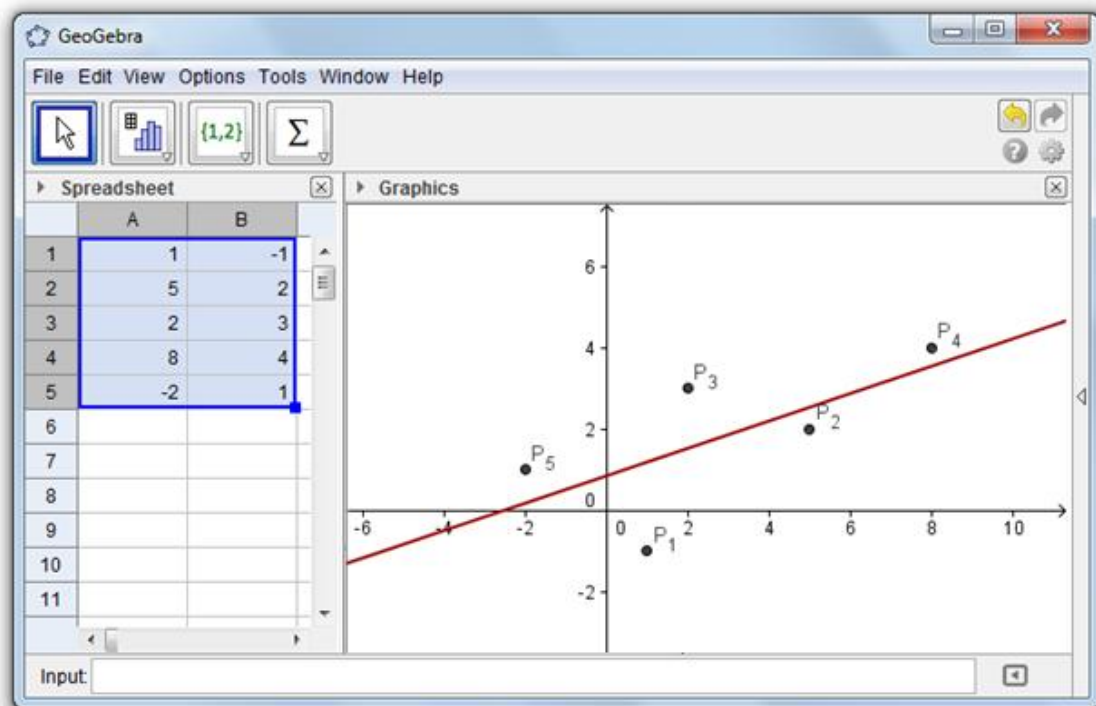 GeoGebra
File Edit View Options Tools Window Help
{1,2} Σ
Spreadsheet
A B
1 1 -1
2 5 2
3 2 3
4 8 4
5 -2 1
6
7
8
9
10
11
Graphics
6
4 P4
P3
2 P2
P5
0
-6 -4 -2 0 2 4 6 8 10
P1
-2
Input: